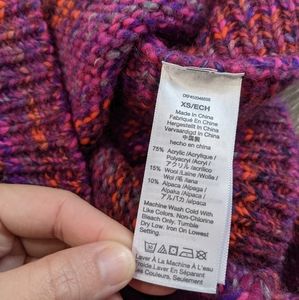 XS/ECH
Made in China
Fabriqué En China
Hergestellt in China
Vervaardigd in China
中国製
hecho en china
75% Acrylic/Acrylique/
Polyacryl/Acryl/
アクリル/acrílico
15% Wool/Laine/Wolle/
Wol/毛/lana
10% Alpaca/Alpaga/
Alpaka/Alpaca/
アルパカ/alpaca
Machine Wash Cold With
Like Colors. Non-Chlorine
Bleach Only. Tumble
Dry Low. Iron On Lowest
Setting.
Laver À La Machine À L'eau
Froide Laver En Séparant
Les Couleurs. Seulement